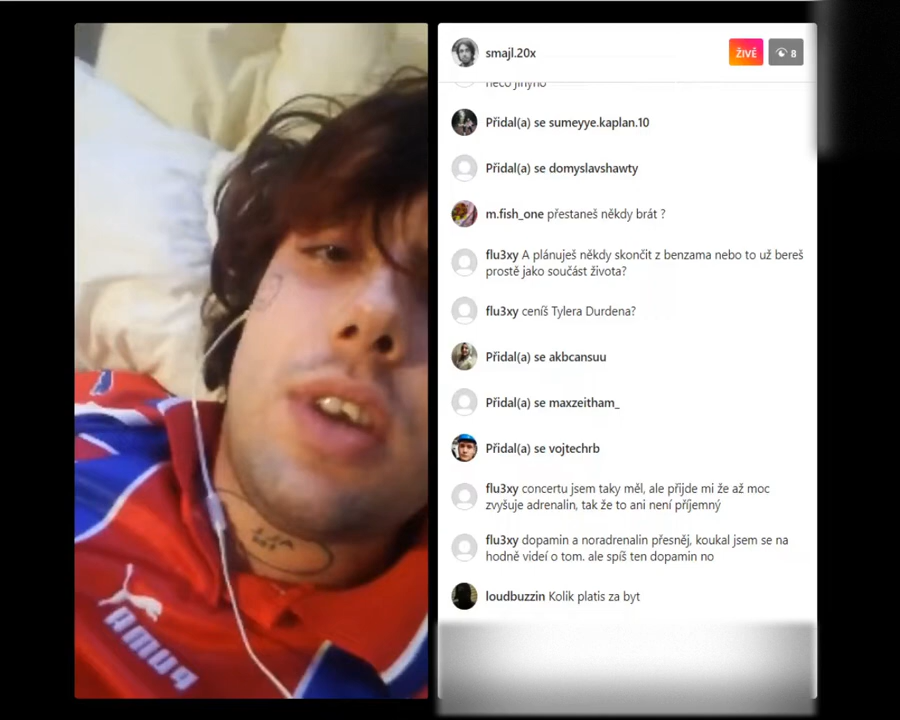 smajl.20x
ŽIVĚ
8
něco jinýho
Přidal(a) se sumeyye.kaplan.10
Přidal(a) se domyslavshawty
m.fish_one přestaneš někdy brát ?
flu3xy A plánuješ někdy skončit z benzama nebo to už bereš
prostě jako součást života?
flu3xy ceníš Tylera Durdena?
Přidal(a) se akbcansuu
Přidal(a) se maxzeitham_
Přidal(a) se vojtechrb
flu3xy concertu jsem taky měl, ale přijde mi že až moc
zvyšuje adrenalin, tak že to ani není příjemný
flu3xy dopamin a noradrenalin přesněj, koukal jsem se na
hodně videí o tom. ale spíš ten dopamin no
loudbuzzin Kolik platis za byt
PUMA